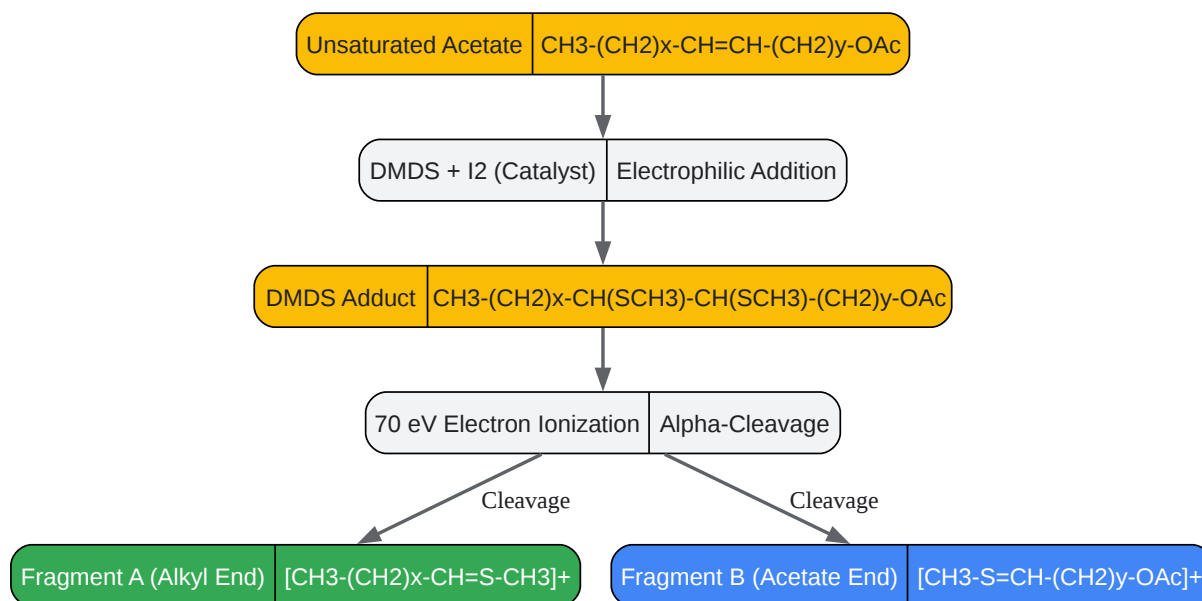 Unsaturated Acetate CH3-(CH2)x-CH=CH-(CH2)y-OAc
DMDS + I2 (Catalyst) Electrophilic Addition
DMDS Adduct CH3-(CH2)x-CH(SCH3)-CH(SCH3)-(CH2)y-OAc
70 eV Electron Ionization Alpha-Cleavage
Cleavage Cleavage
Fragment A (Alkyl End) [CH3-(CH2)x-CH=S-CH3]+ Fragment B (Acetate End) [CH3-S=CH-(CH2)y-OAc]+